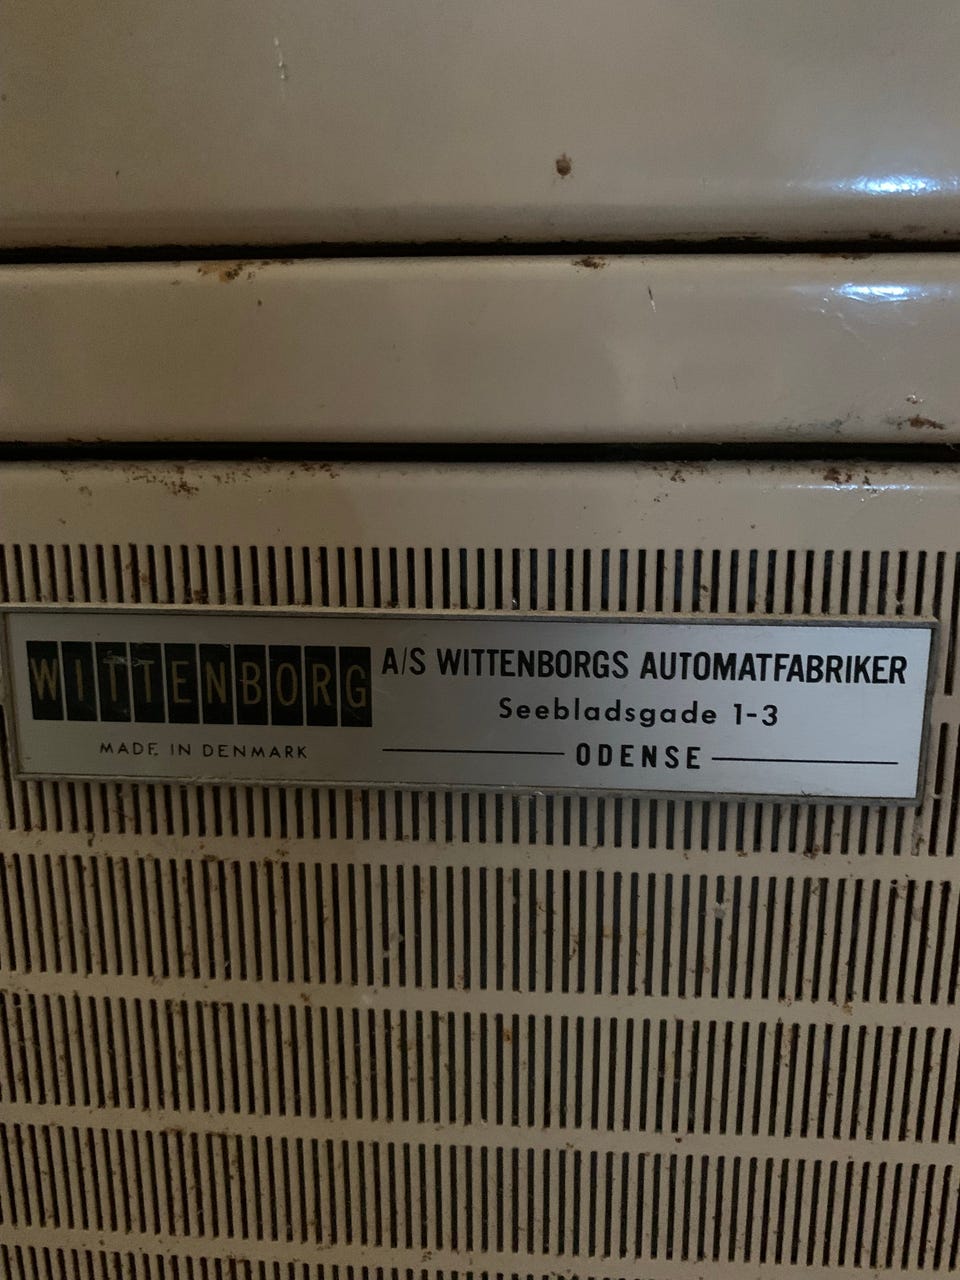 WITTENBORG
MADE IN DENMARK
A/S WITTENBORGS AUTOMATFABRIKER
Seebladsgade 1-3
ODENSE